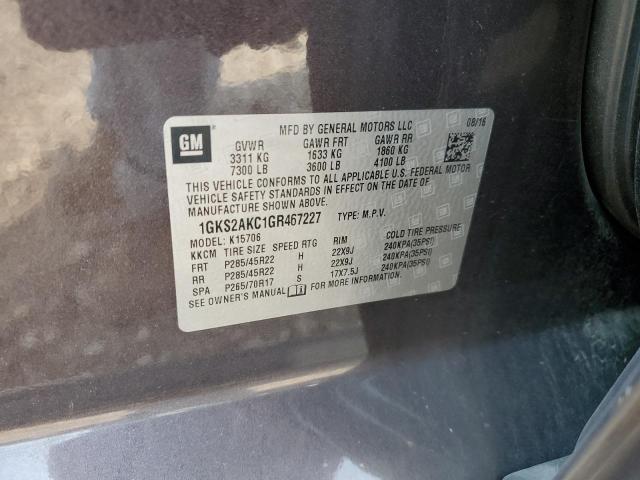 GM
MFD BY GENERAL MOTORS LLC 08/16
GVWR GAWR FRT GAWR RR
3311 KG 1633 KG 1860 KG
7300 LB 3600 LB 4100 LB
THIS VEHICLE CONFORMS TO ALL APPLICABLE U.S. FEDERAL MOTOR
VEHICLE SAFETY STANDARDS IN EFFECT ON THE DATE OF
MANUFACTURE SHOWN ABOVE.
1GKS2AKC1GR467227 TYPE: M.P.V.
MODEL: K15706
KKCM TIRE SIZE SPEED RTG RIM COLD TIRE PRESSURE
FRT P285/45R22 H 22X9J 240KPA(35PSI)
RR P285/45R22 H 22X9J 240KPA(35PSI)
SPA P265/70R17 S 17X7.5J 240KPA(35PSI)
SEE OWNER'S MANUAL FOR MORE INFORMATION.